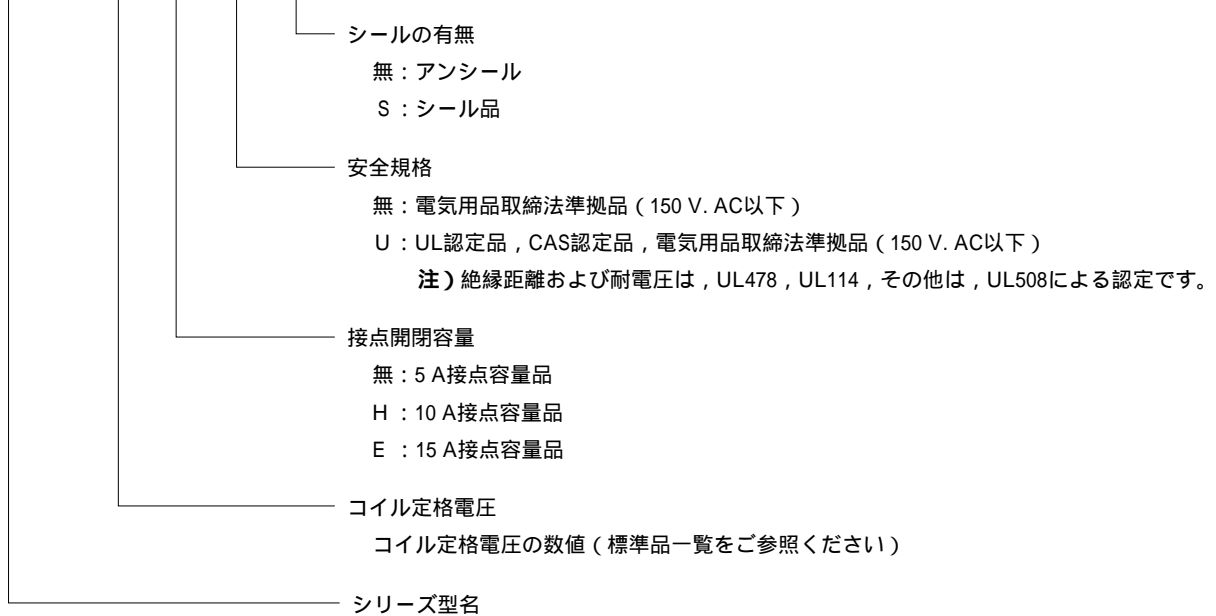 シールの有無
無：アンシール
S：シール品
安全規格
無：電気用品取締法準拠品（150 V. AC以下）
U：UL認定品，CAS認定品，電気用品取締法準拠品（150 V. AC以下）
注）絶縁距離および耐電圧は，UL478，UL114，その他は，UL508による認定です。
接点開閉容量
無：5 A接点容量品
H：10 A接点容量品
E：15 A接点容量品
コイル定格電圧
コイル定格電圧の数値（標準品一覧をご参照ください）
シリーズ型名